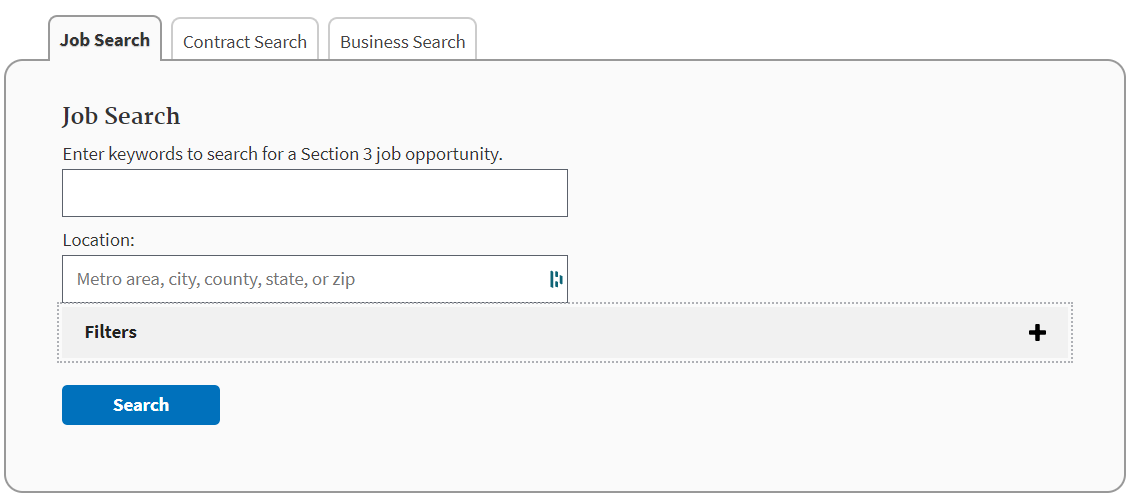 Job Search
Contract Search
Business Search
Job Search
Enter keywords to search for a Section 3 job opportunity.
Location:
Metro area, city, county, state, or zip
Filters
Search